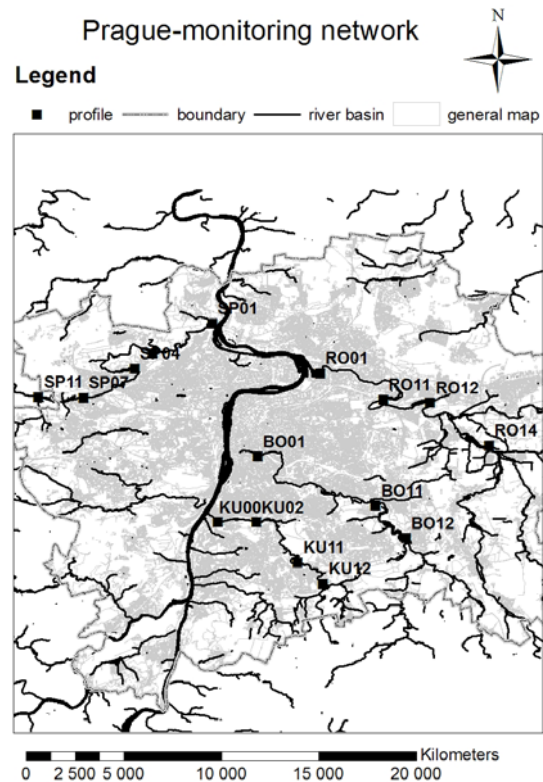 Prague-monitoring network
N
Legend
profile boundary river basin general map
SP01
SP04
RO01
SP11 SP07
RO11 RO12
RO14
BO01
BO11
KU00KU02
BO12
KU11
KU12
Kilometers
0 2 500 5 000 10 000 15 000 20 000